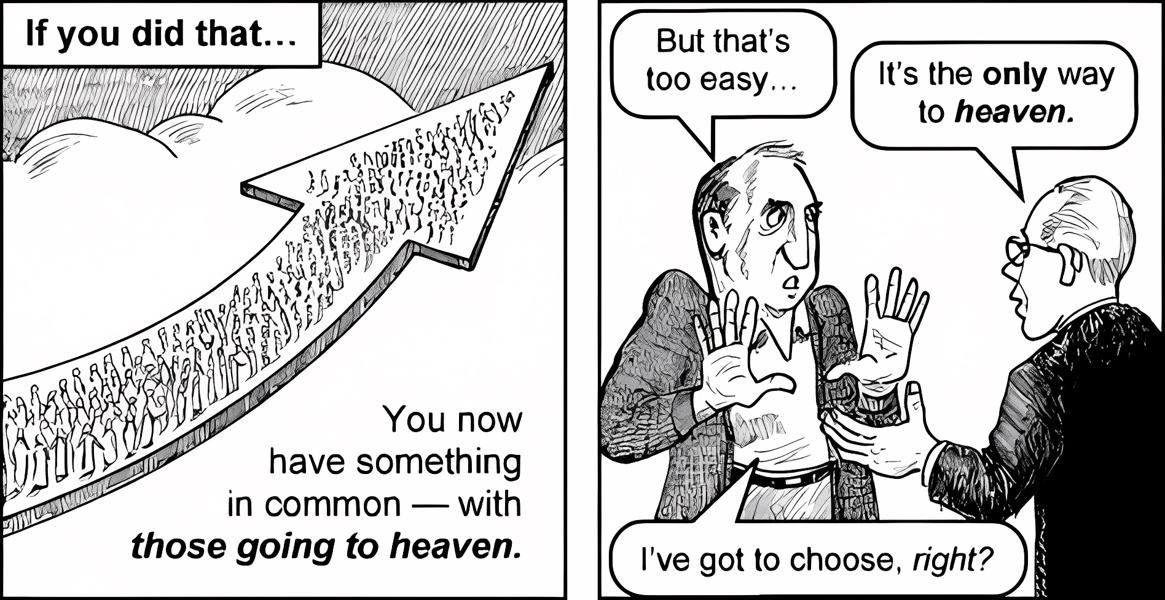 If you did that...
You now
have something
in common — with
those going to heaven.
But that's
too easy...
It's the only way
to heaven.
I've got to choose, right?